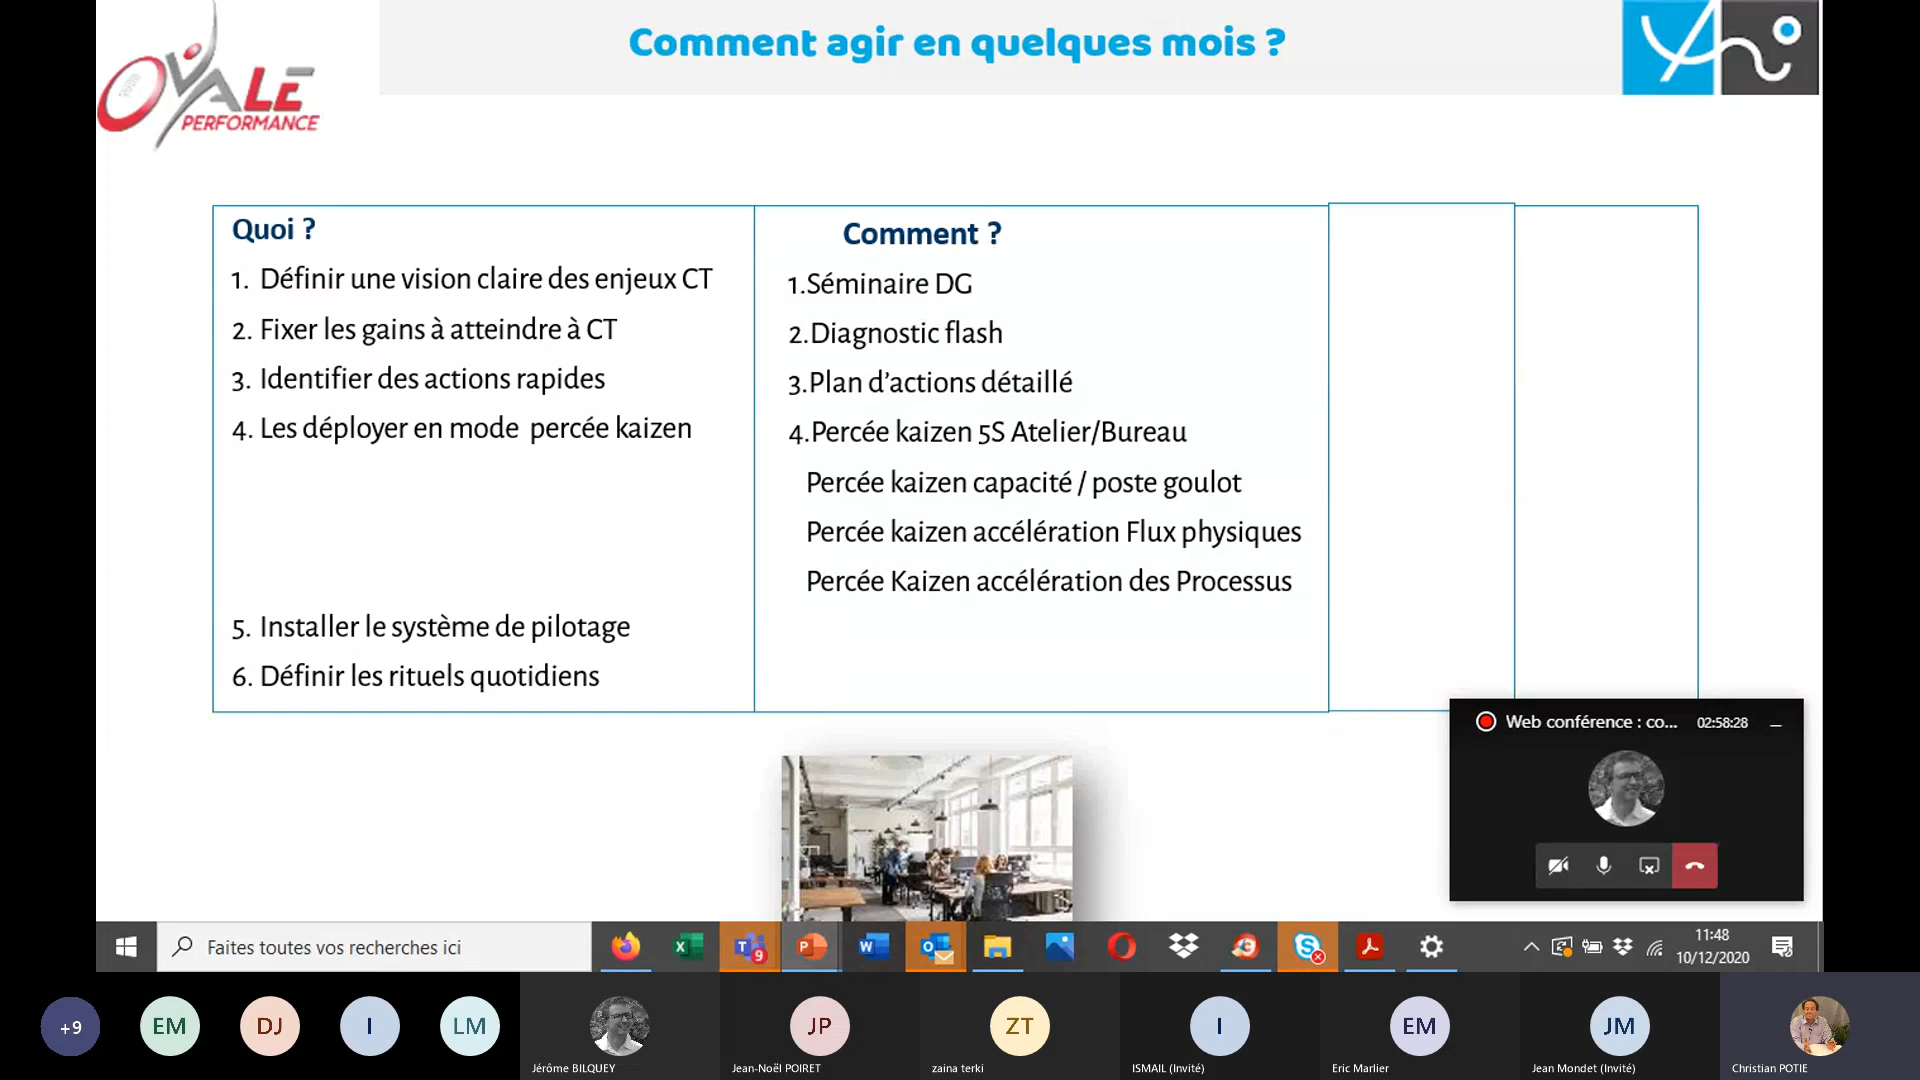 Comment agir en quelques mois ?
OVALE
PERFORMANCE
Quoi ?
1. Définir une vision claire des enjeux CT
2. Fixer les gains à atteindre à CT
3. Identifier des actions rapides
4. Les déployer en mode percée kaizen
5. Installer le système de pilotage
6. Définir les rituels quotidiens
Comment ?
1.Séminaire DG
2.Diagnostic flash
3.Plan d’actions détaillé
4.Percée kaizen 5S Atelier/Bureau
Percée kaizen capacité / poste goulot
Percée kaizen accélération Flux physiques
Percée Kaizen accélération des Processus
Web conférence : co... 02:58:28
Faites toutes vos recherches ici
9
11:48
10/12/2020
+9 EM DJ I LM JP ZT I EM JM
Jérôme BILQUEY Jean-Noël POIRET zaina terki ISMAIL (Invité) Eric Marlier Jean Mondet (Invité) Christian POTIE